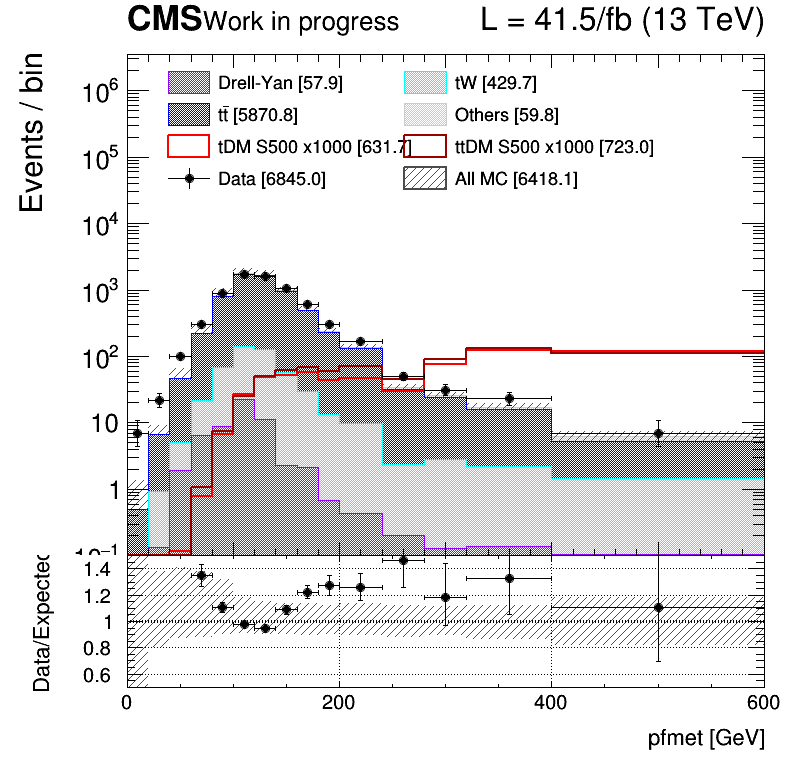 CMS Work in progress L = 41.5/fb (13 TeV)
Events / bin
Drell-Yan [57.9] tW [429.7]
tt̄ [5870.8] Others [59.8]
tDM S500 x1000 [631.7] ttDM S500 x1000 [723.0]
Data [6845.0] All MC [6418.1]
10⁶
10⁵
10⁴
10³
10²
10
1
10⁻¹
Data/Expected
1.4
1.2
1
0.8
0.6
0 200 400 600
pfmet [GeV]